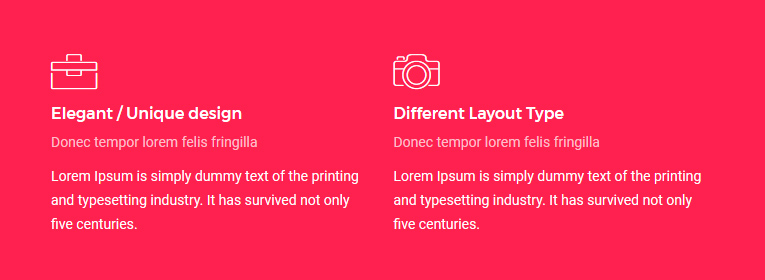 Elegant / Unique design
Donec tempor lorem felis fringilla
Lorem Ipsum is simply dummy text of the printing
and typesetting industry. It has survived not only
five centuries.
Different Layout Type
Donec tempor lorem felis fringilla
Lorem Ipsum is simply dummy text of the printing
and typesetting industry. It has survived not only
five centuries.